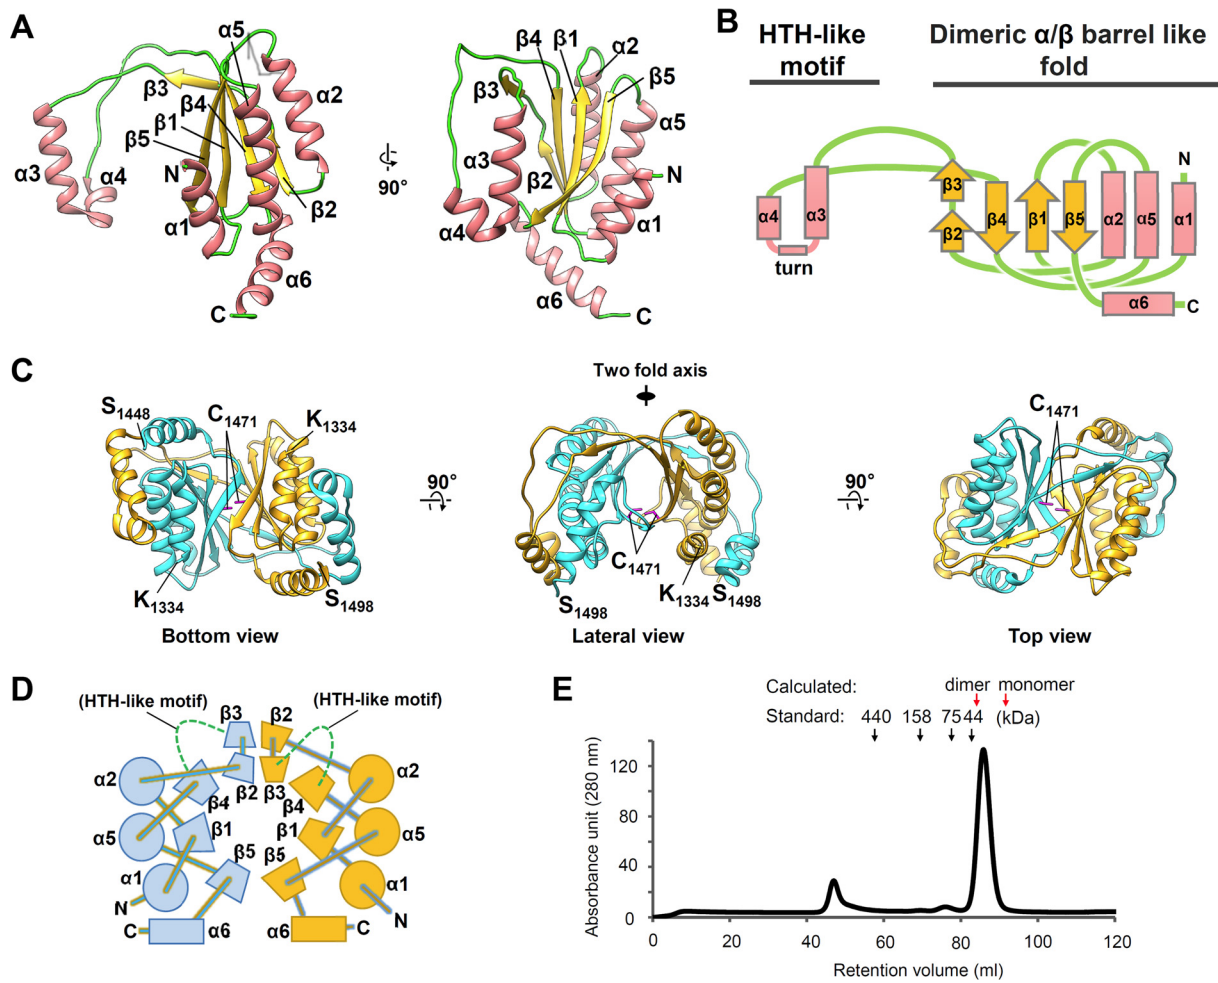 A
α5
β3
α2
β4
β1
β5
N
α3
α4
α1
β2
α6
C
90°
β4
β1
α2
β3
β5
α5
α3
N
β2
α1
α4
α6
C
B
HTH-like
motif
Dimeric α/β barrel like
fold
N
β3
α4
α3
β4
β1
β5
α2
α5
α1
β2
turn
α6
C
C
Two fold axis
S1448
C1471
K1334
K1334
S1498
Bottom view
90°
C1471
S1498
K1334
S1498
Lateral view
90°
C1471
Top view
D
(HTH-like motif)
(HTH-like motif)
β3
β2
α2
α2
β4
β2
β3
β4
α5
β1
β1
α5
β5
β5
α1
α1
N
N
C
α6
α6
C
E
Calculated:
dimer
monomer
Standard:
440
158
75
44
(kDa)
Absorbance unit (280 nm)
120
80
40
0
0
20
40
60
80
100
120
Retention volume (ml)